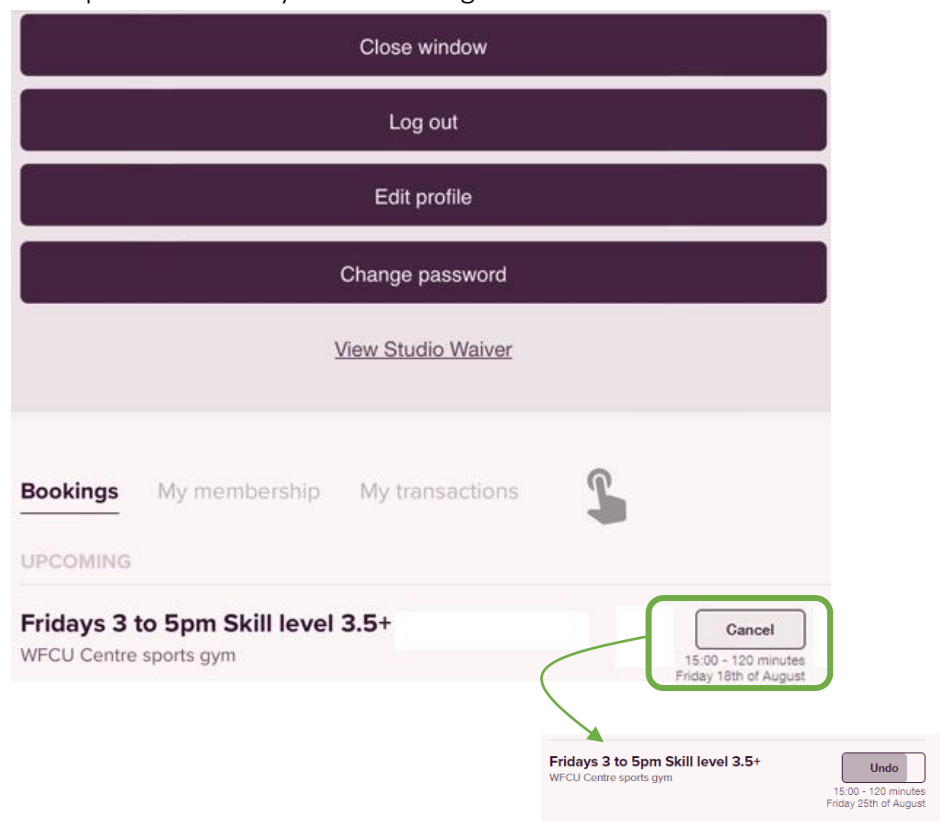 Close window
Log out
Edit profile
Change password
View Studio Waiver
Bookings My membership My transactions
UPCOMING
Fridays 3 to 5pm Skill level 3.5+
WFCU Centre sports gym
Cancel
15:00 - 120 minutes
Friday 18th of August
Fridays 3 to 5pm Skill level 3.5+
WFCU Centre sports gym
Undo
15:00 - 120 minutes
Friday 25th of August